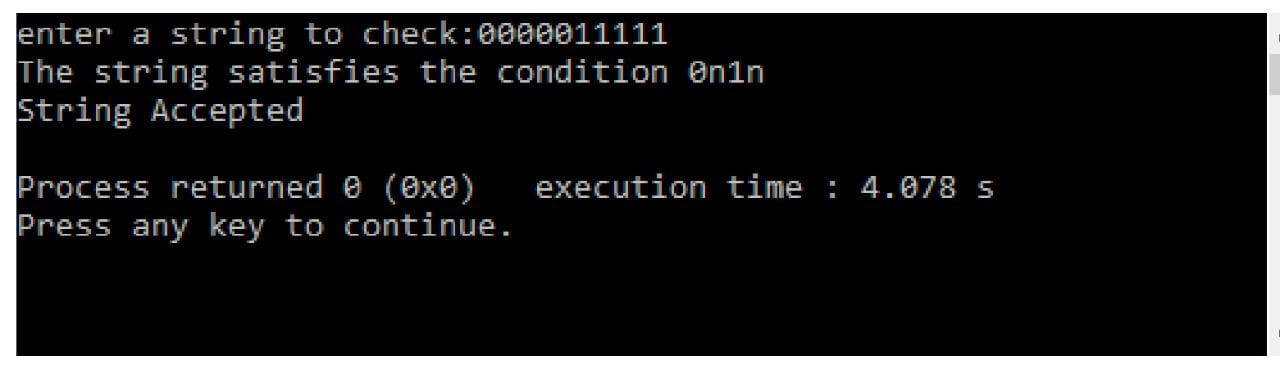 enter a string to check:0000011111
The string satisfies the condition 0n1n
String Accepted
Process returned 0 (0x0)   execution time : 4.078 s
Press any key to continue.